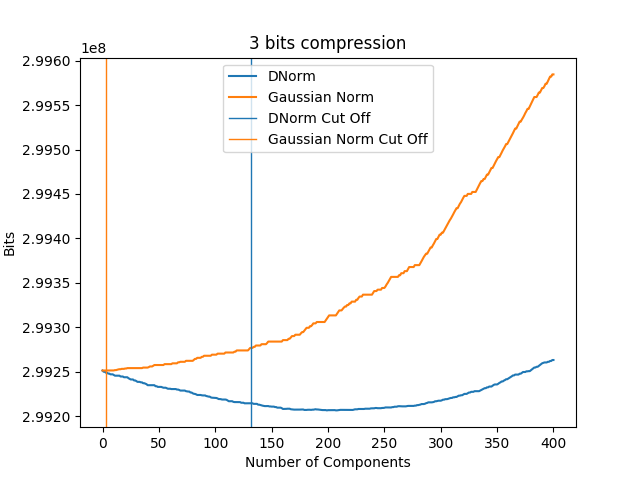 3 bits compression
1e8
2.9960
2.9955
2.9950
2.9945
2.9940
2.9935
2.9930
2.9925
2.9920
Bits
DNorm
Gaussian Norm
DNorm Cut Off
Gaussian Norm Cut Off
0 50 100 150 200 250 300 350 400
Number of Components